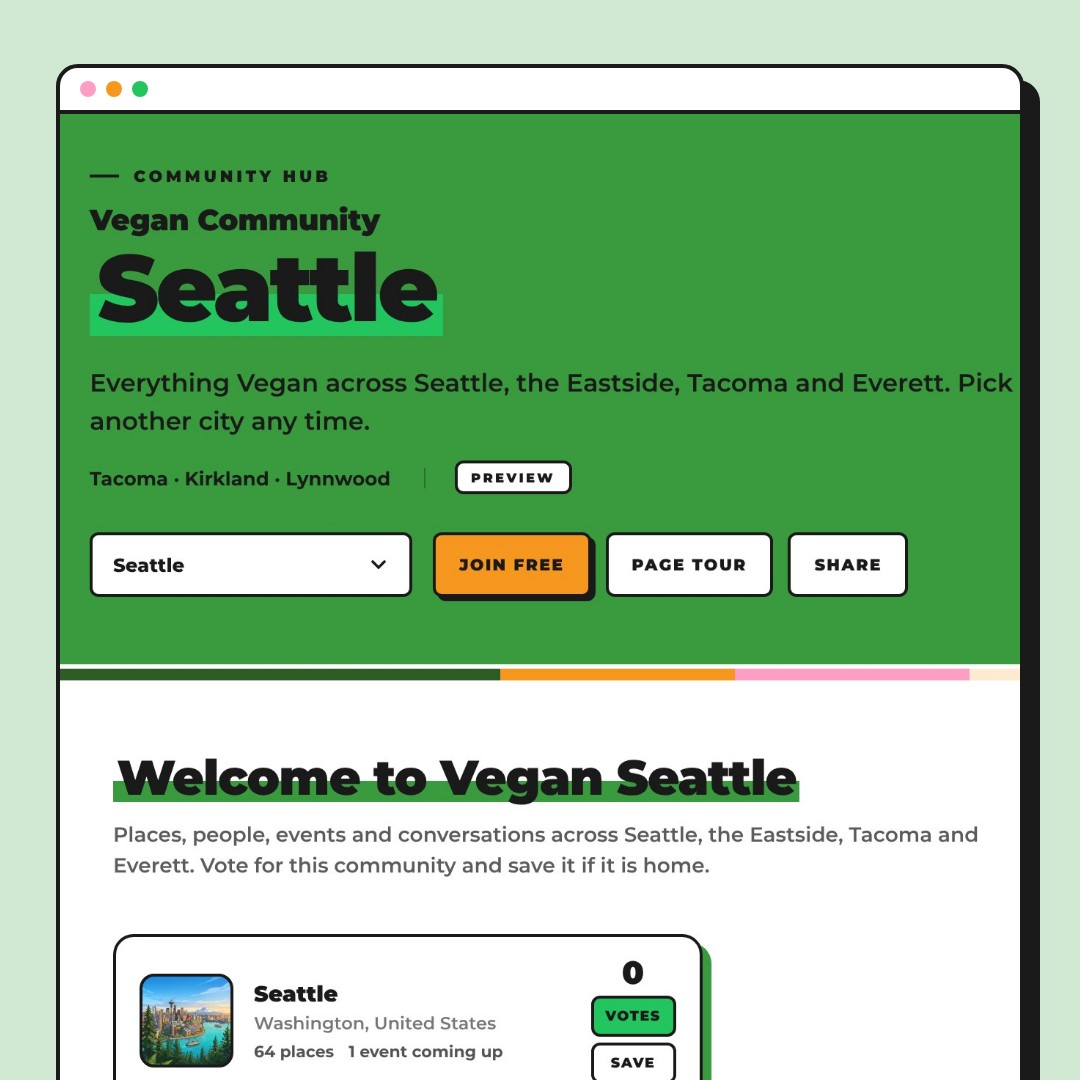 COMMUNITY HUB
Vegan Community
Seattle
Everything Vegan across Seattle, the Eastside, Tacoma and Everett. Pick
another city any time.
Tacoma · Kirkland · Lynnwood
PREVIEW
Seattle
JOIN FREE
PAGE TOUR
SHARE
Welcome to Vegan Seattle
Places, people, events and conversations across Seattle, the Eastside, Tacoma and
Everett. Vote for this community and save it if it is home.
Seattle
Washington, United States
64 places 1 event coming up
0
VOTES
SAVE